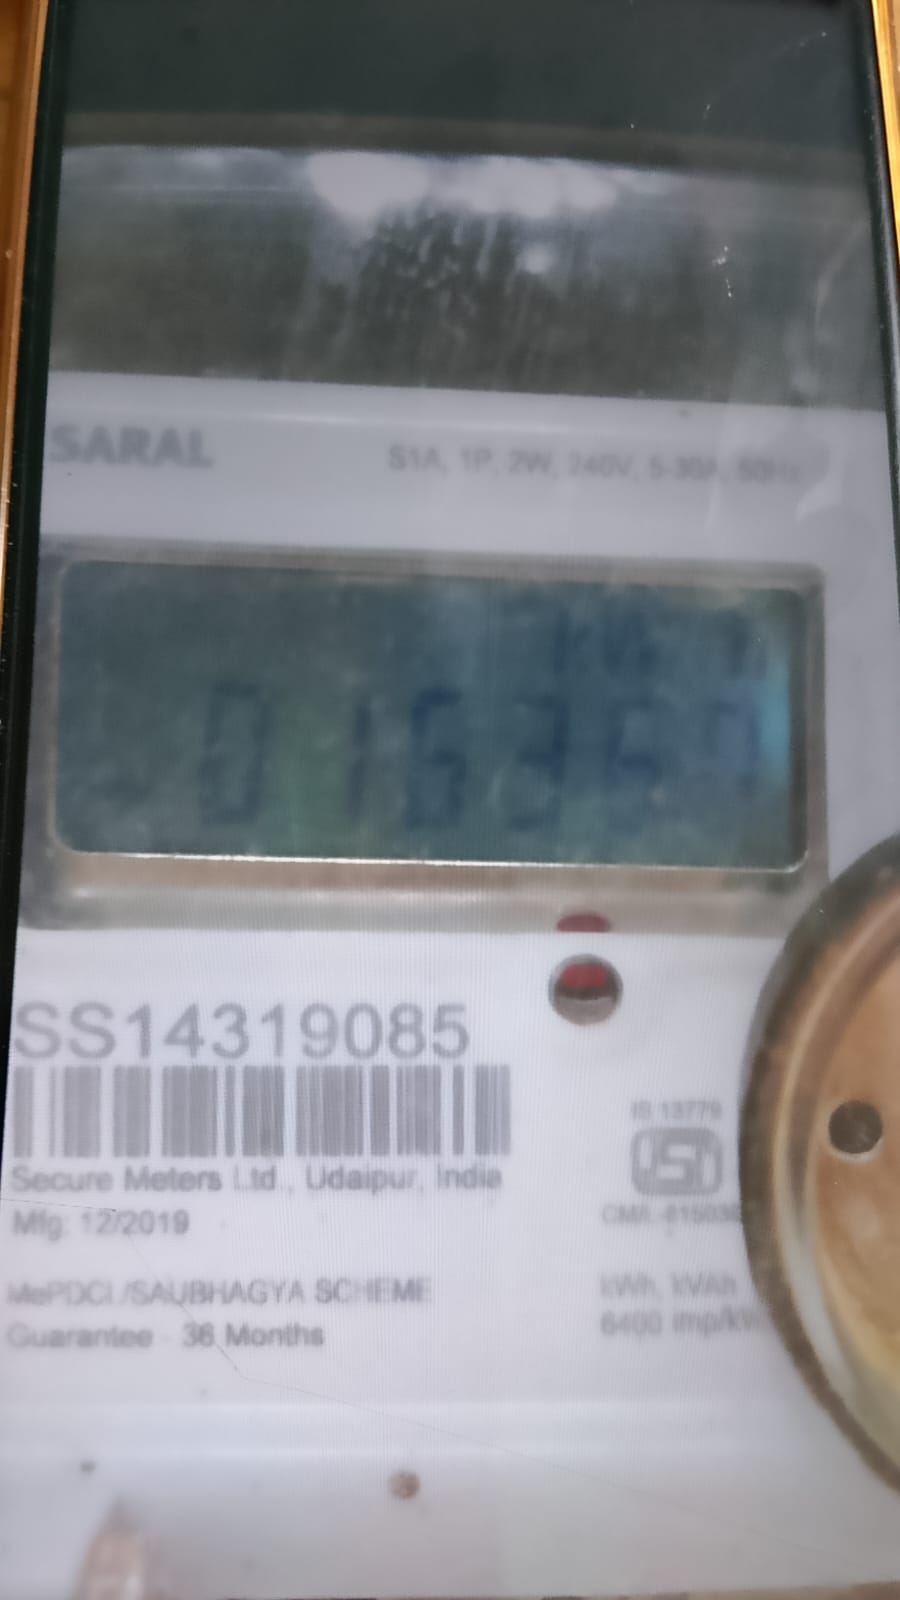 SARAL
S1A, 1P, 2W, 240V, 5-30A, 50Hz
kWh
SS14319085
Secure Meters Ltd., Udaipur, India
Mfg: 12/2019
MePDCL/SAUBHAGYA SCHEME
Guarantee 36 Months
IS 13779
ISI
kWh, kVAh
6400 imp/kWh